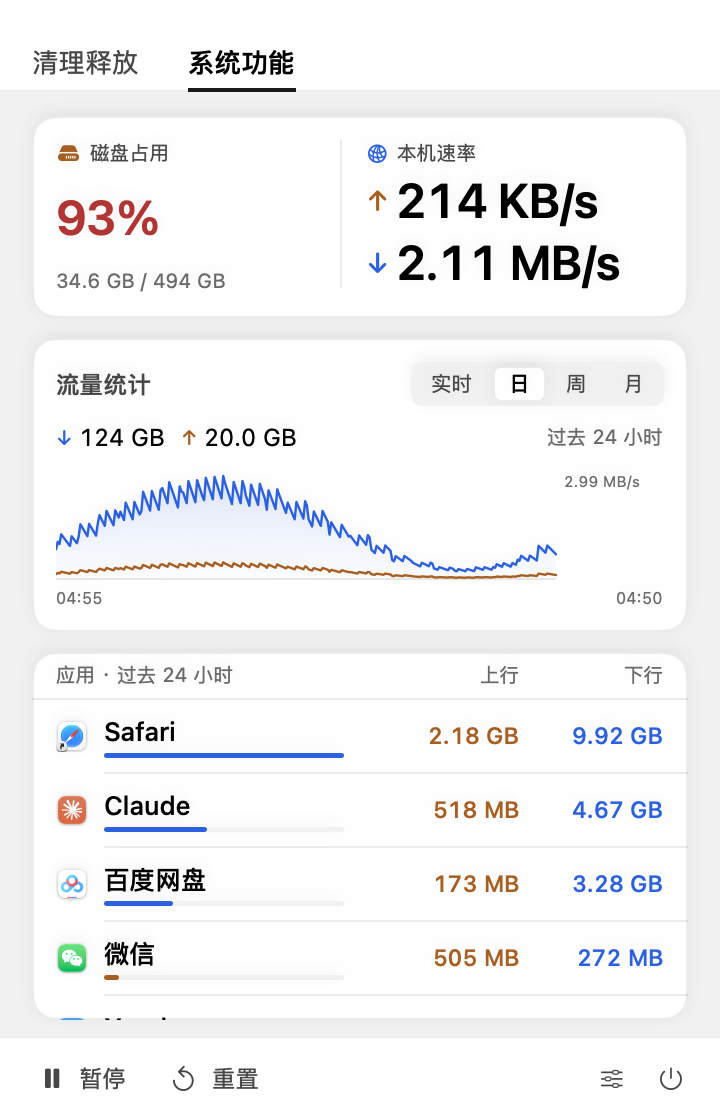 清理释放 系统功能
磁盘占用
93%
34.6 GB / 494 GB
本机速率
↑ 214 KB/s
↓ 2.11 MB/s
流量统计 实时 日 周 月
↓ 124 GB ↑ 20.0 GB 过去 24 小时
2.99 MB/s
04:55 04:50
应用 · 过去 24 小时 上行 下行
Safari 2.18 GB 9.92 GB
Claude 518 MB 4.67 GB
百度网盘 173 MB 3.28 GB
微信 505 MB 272 MB
暂停 重置